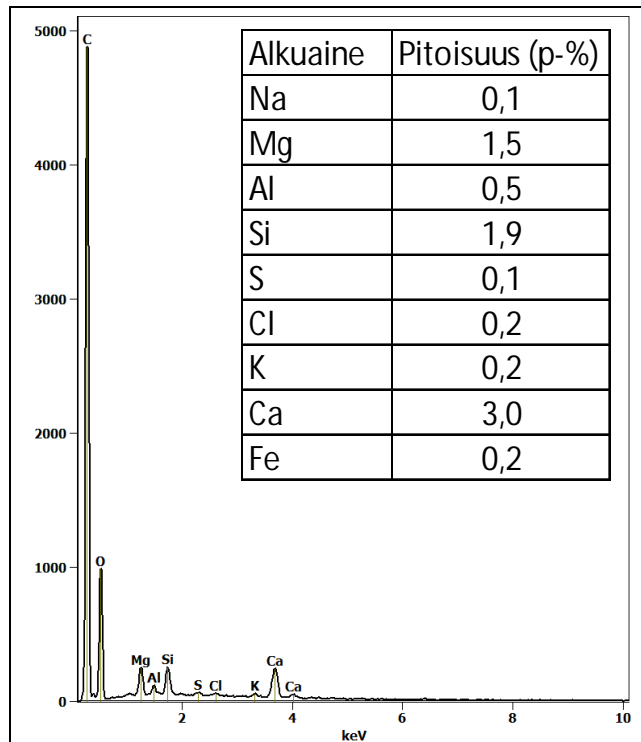 5000
4000
3000
2000
1000
0
C
O
Mg
Al
Si
S
Cl
K
Ca
Ca
2
4
6
8
10
keV
Alkuaine Pitoisuus (p-%)
Na 0,1
Mg 1,5
Al 0,5
Si 1,9
S 0,1
Cl 0,2
K 0,2
Ca 3,0
Fe 0,2